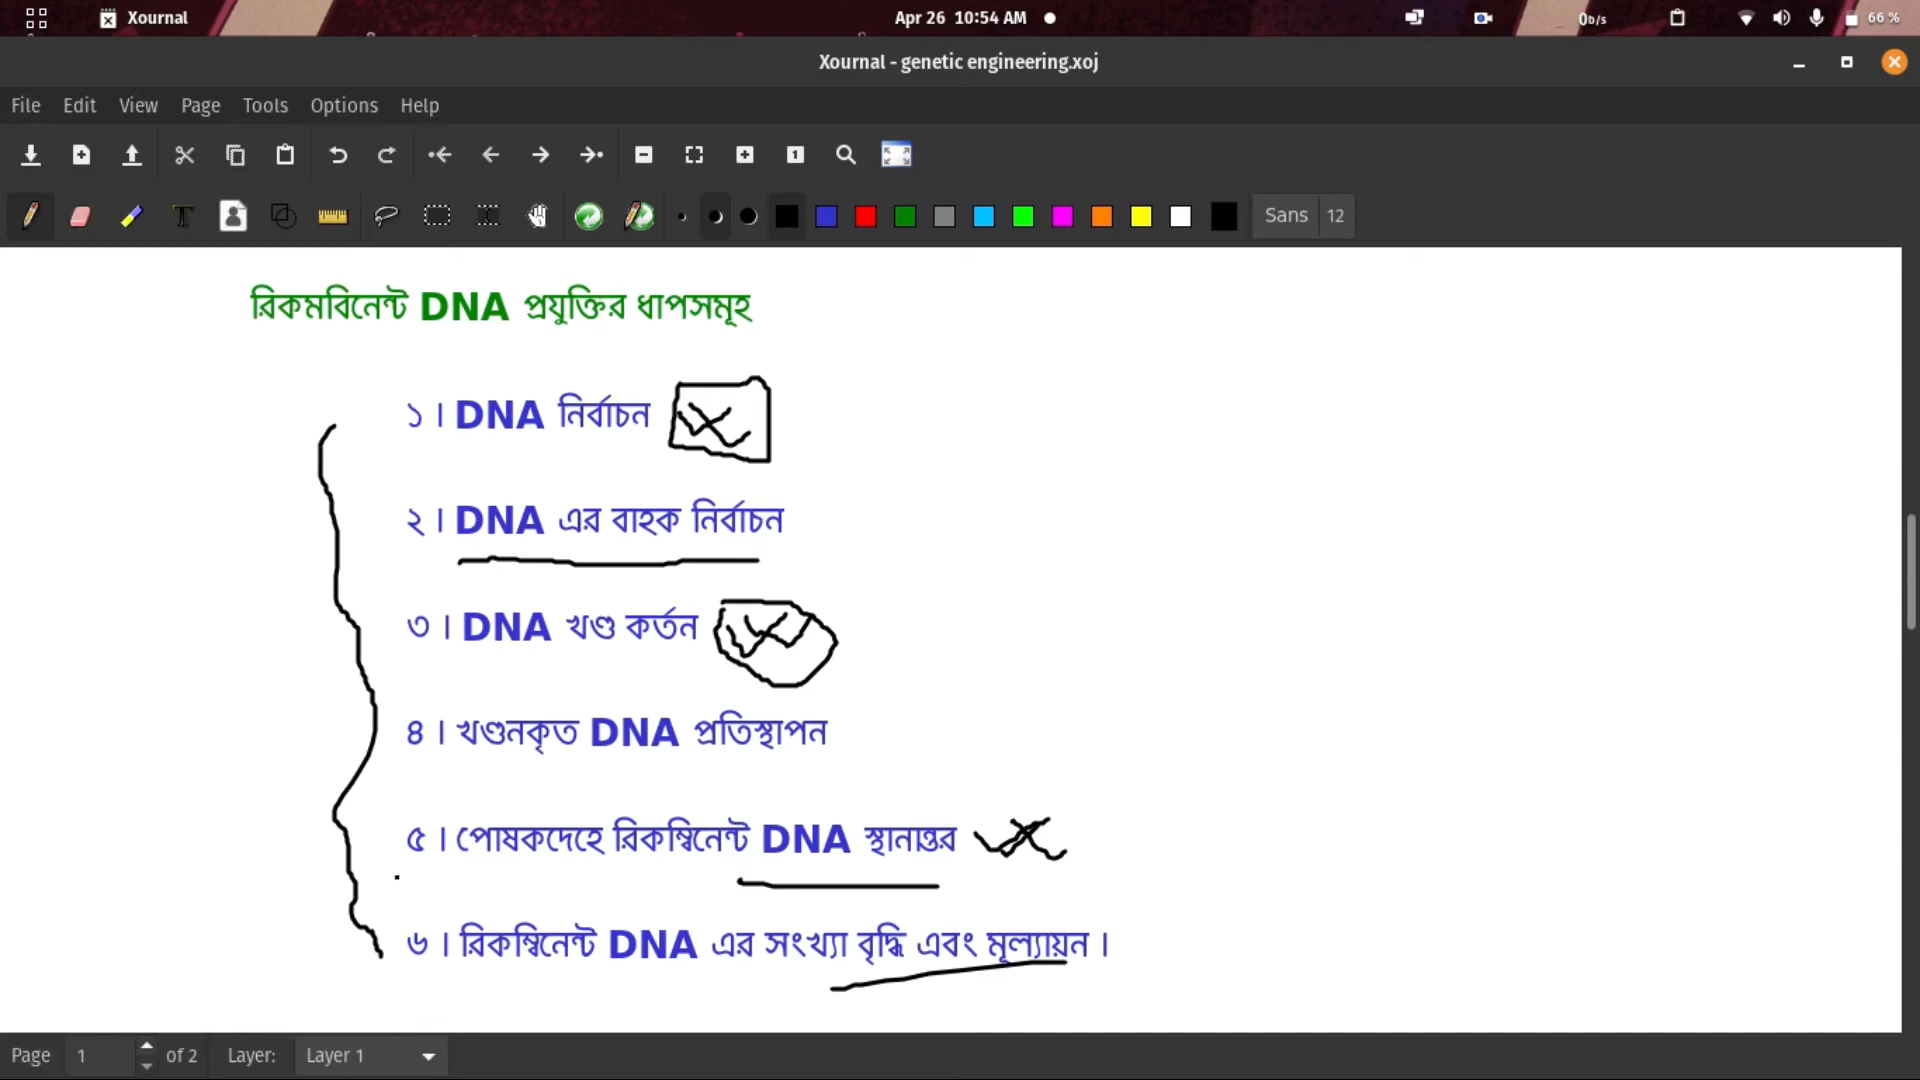 Xournal
Apr 26 10:54 AM
0b/s
66 %
Xournal - genetic engineering.xoj
File Edit View Page Tools Options Help
Sans 12
রিকমবিনেন্ট DNA প্রযুক্তির ধাপসমূহ
১। DNA নির্বাচন
২। DNA এর বাহক নির্বাচন
৩। DNA খণ্ড কর্তন
৪। খণ্ডনকৃত DNA প্রতিস্থাপন
৫। পোষকদেহে রিকম্বিনেন্ট DNA স্থানান্তর
৬। রিকম্বিনেন্ট DNA এর সংখ্যা বৃদ্ধি এবং মূল্যায়ন।
Page 1 of 2 Layer: Layer 1